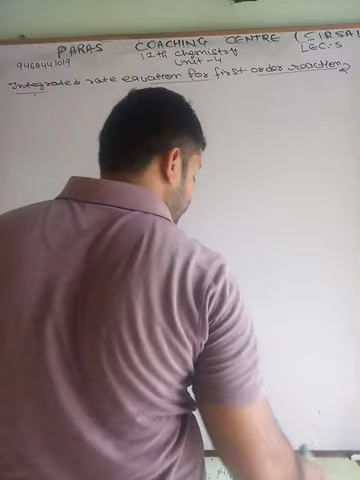 PARAS COACHING CENTRE (SIRSA)
9468441019 12th chemistry LEC-5
Unit-4
Integrated rate equation for first order reaction